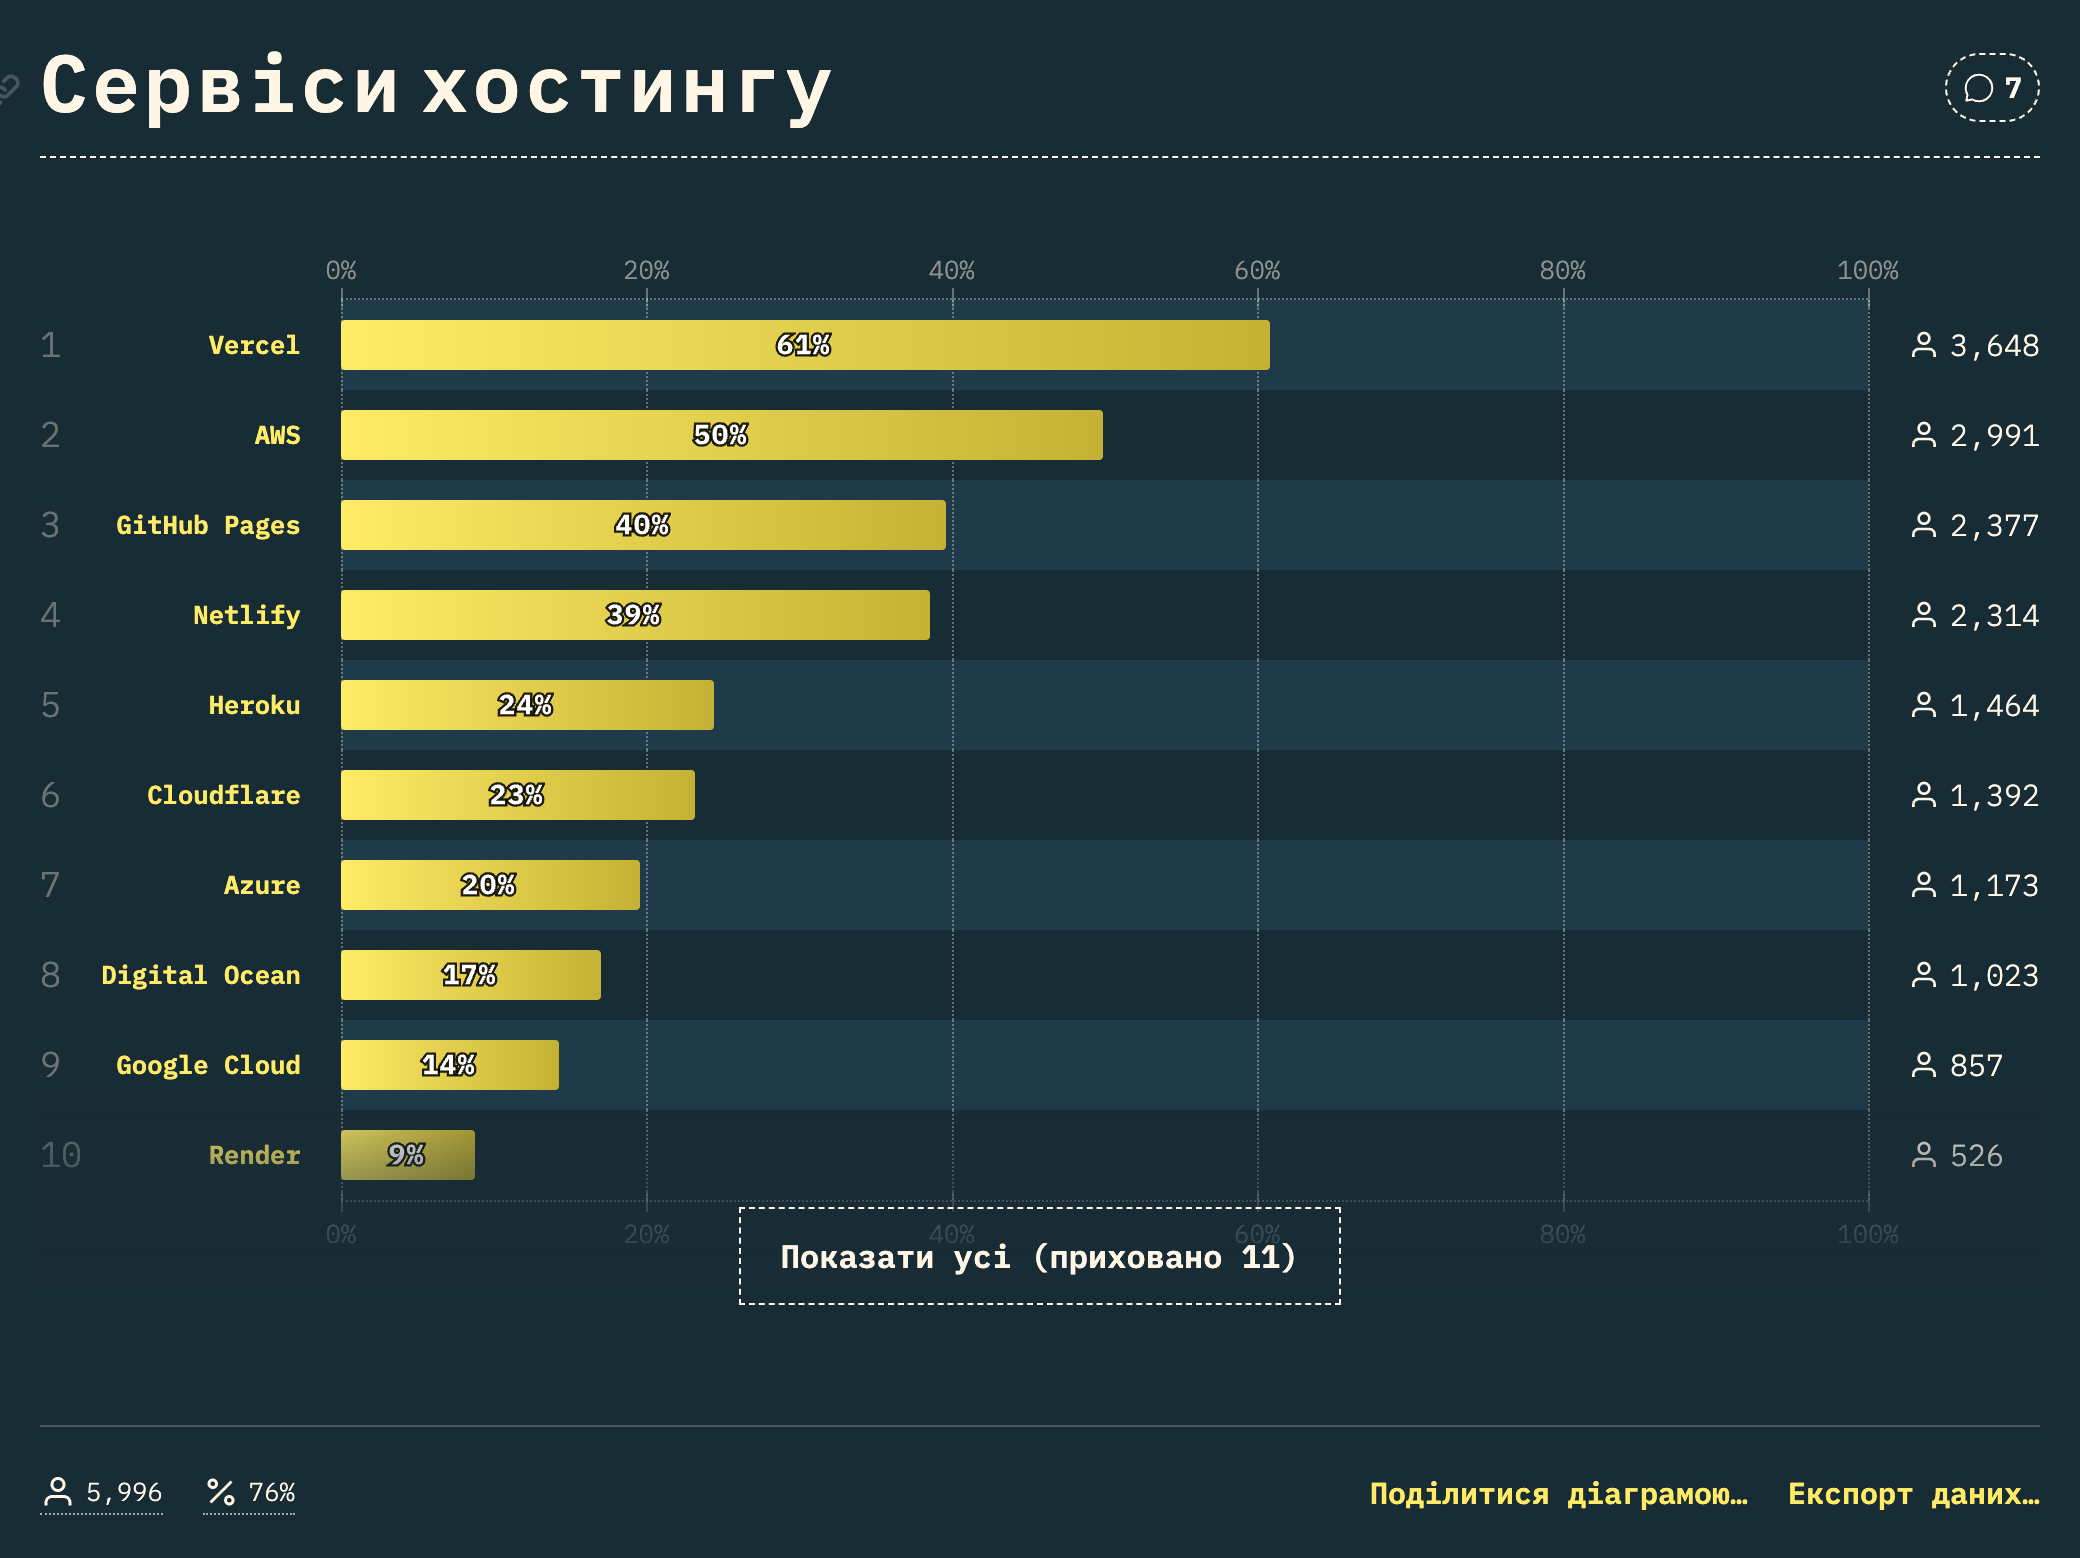 Сервіси хостингу
7
0% 20% 40% 60% 80% 100%
1 Vercel 61% 3,648
2 AWS 50% 2,991
3 GitHub Pages 40% 2,377
4 Netlify 39% 2,314
5 Heroku 24% 1,464
6 Cloudflare 23% 1,392
7 Azure 20% 1,173
8 Digital Ocean 17% 1,023
9 Google Cloud 14% 857
10 Render 9% 526
0% 20% 40% 60% 80% 100%
Показати усі (приховано 11)
5,996 % 76% Поділитися діаграмою… Експорт даних…